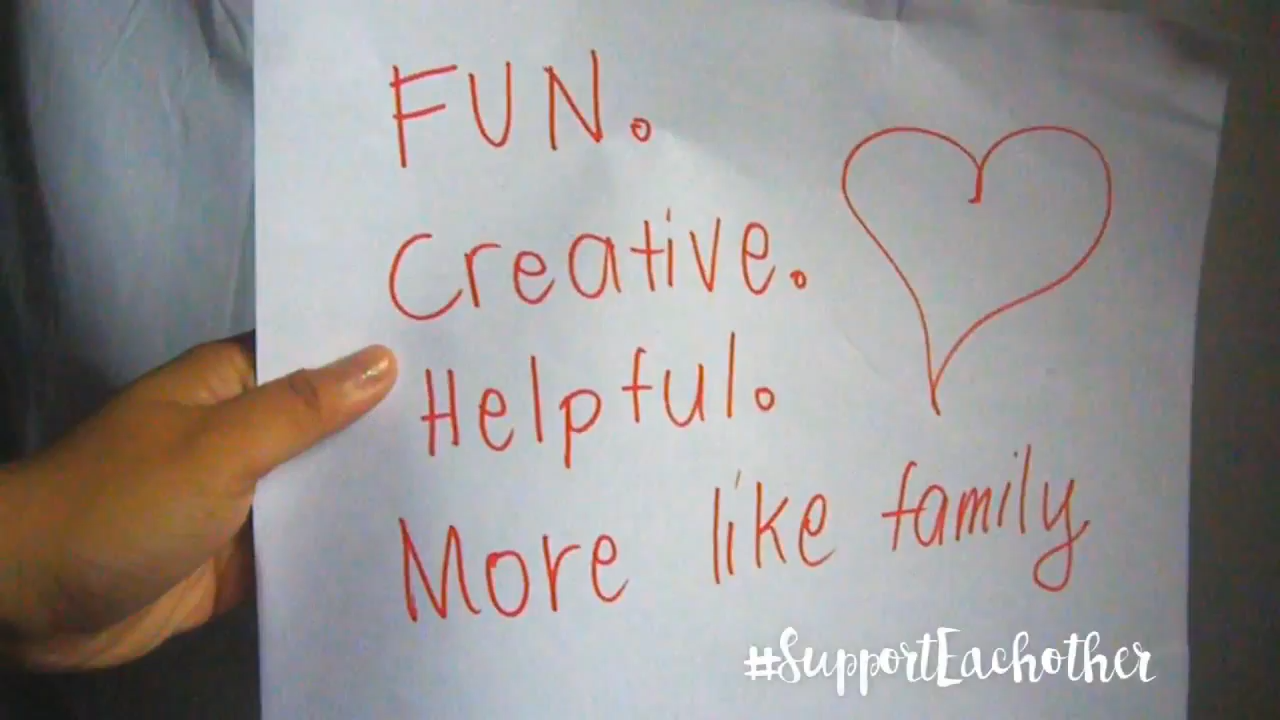 FUN.
Creative.
Helpful.
More like family
#SupportEachother